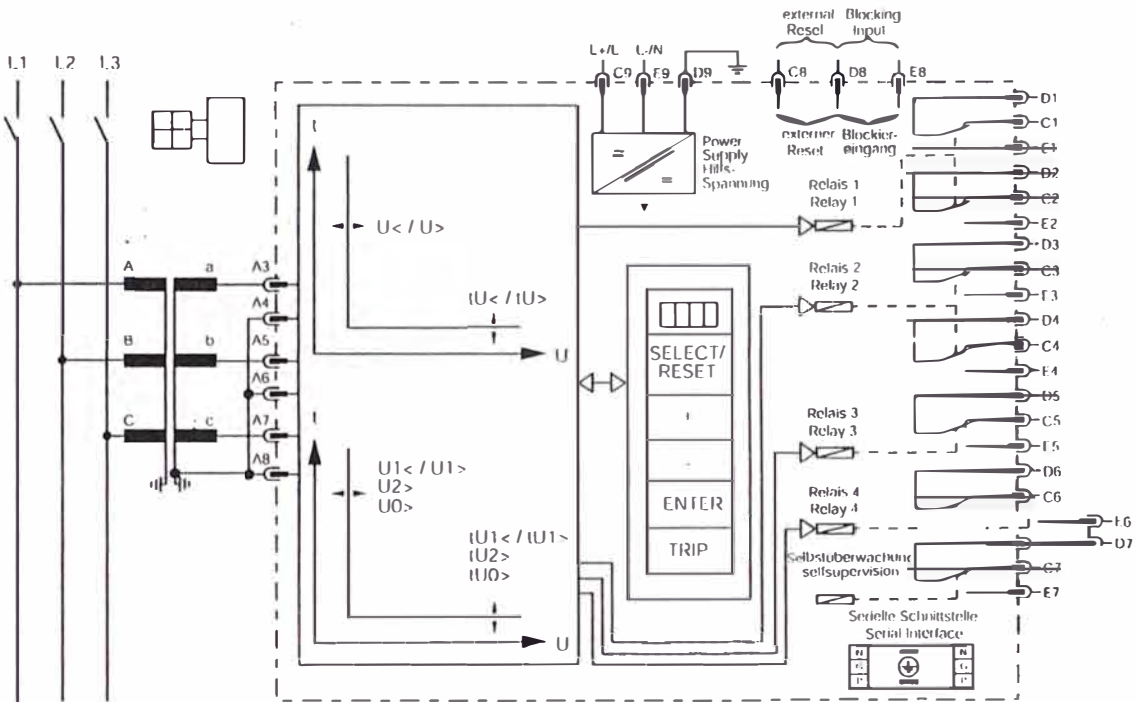 external Blocking
Reset Input
L+/L L-/N
C9 E9 D9 C8 D8 E8
externer Blockier-
Reset eingang
L1 L2 L3
Power
Supply
Hilfs-
Spannung
t
U< / U>
tU< / tU>
U
A a
B b
C c
A3
A4
A5
A6
A7
A8
t
U1< / U1>
U2>
U0>
tU1< / tU1>
tU2>
tU0>
U
SELECT/
RESET
+
-
ENTER
TRIP
Relais 1
Relay 1
Relais 2
Relay 2
Relais 3
Relay 3
Relais 4
Relay 4
Selbstüberwachung
selfsupervision
Serielle Schnittstelle
Serial Interface
D1
C1
E1
D2
C2
E2
D3
C3
E3
D4
C4
E4
D5
C5
E5
D6
C6
E6
D7
C7
E7